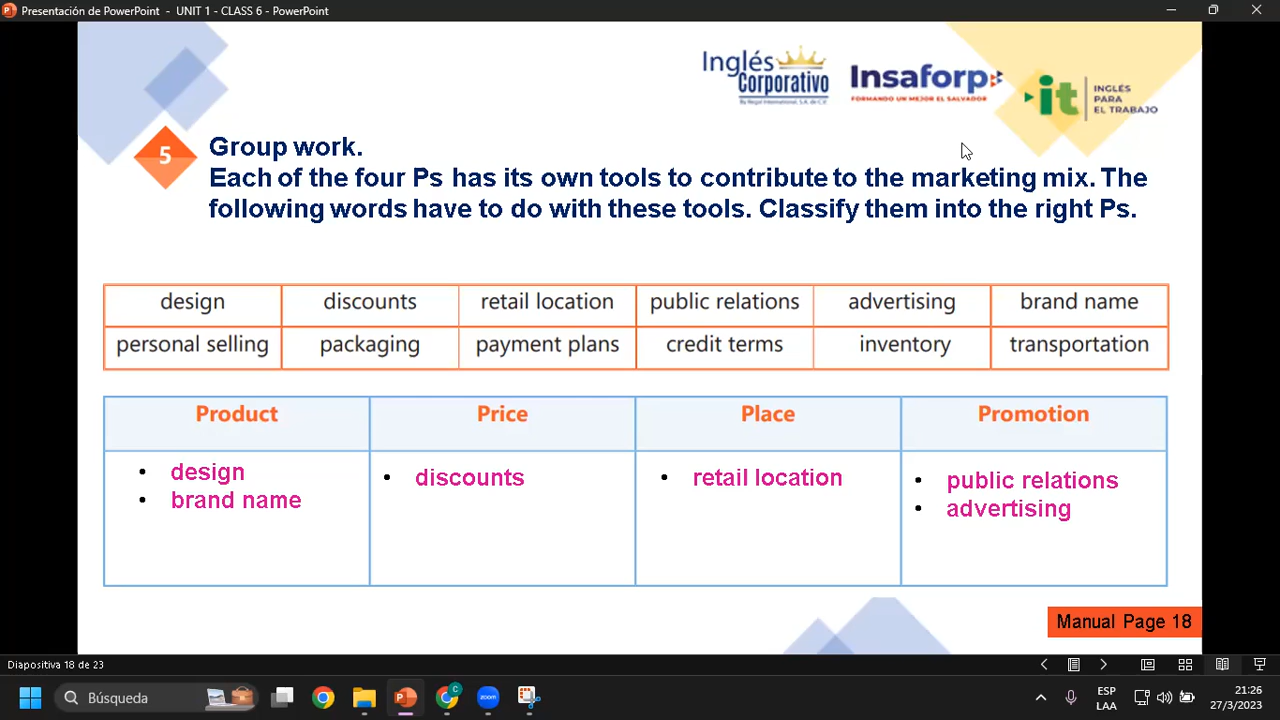 Presentación de PowerPoint - UNIT 1 - CLASS 6 - PowerPoint
Inglés
Corporativo
By Regal International, S.A. de C.V.
Insaforp
FORMANDO UN MEJOR EL SALVADOR
it
INGLÉS
PARA
EL TRABAJO
5
Group work.
Each of the four Ps has its own tools to contribute to the marketing mix. The
following words have to do with these tools. Classify them into the right Ps.
design discounts retail location public relations advertising brand name
personal selling packaging payment plans credit terms inventory transportation
Product Price Place Promotion
• design • discounts • retail location • public relations
• brand name • advertising
Manual Page 18
Diapositiva 18 de 23
Búsqueda
zoom
ESP
LAA
21:26
27/3/2023